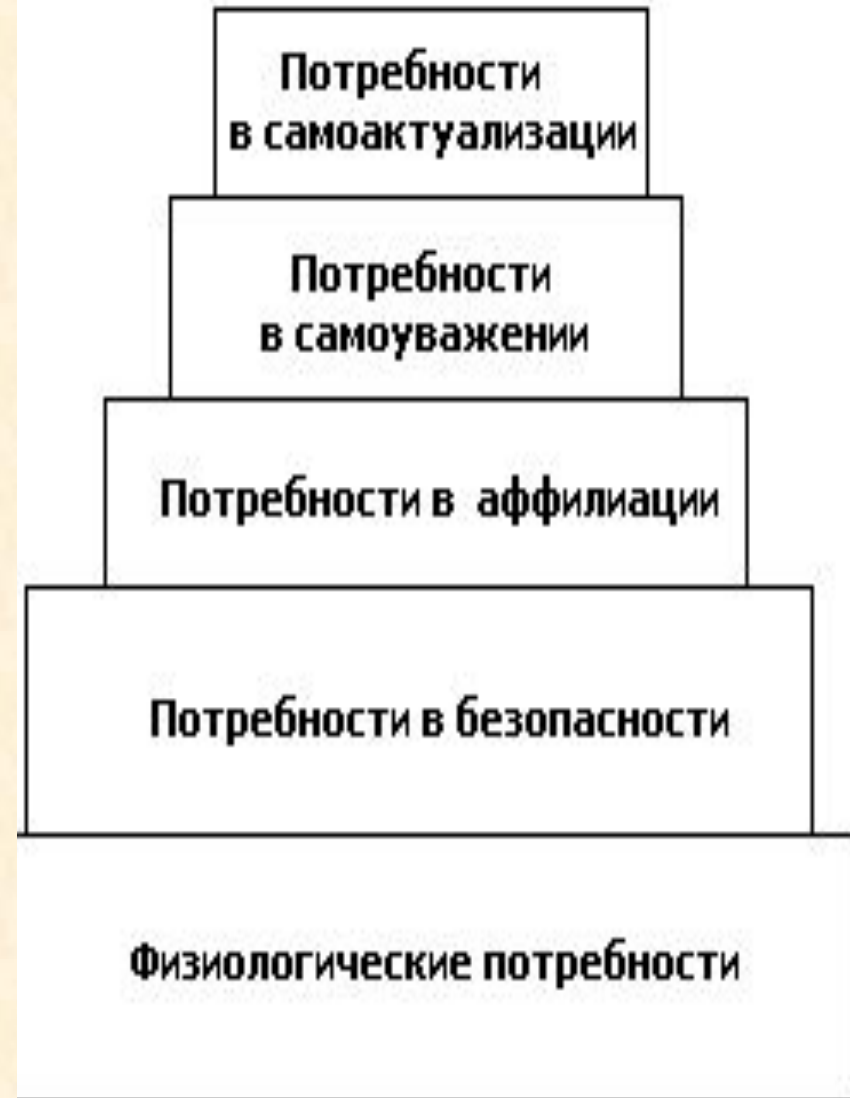 Потребности
в самоактуализации
Потребности
в самоуважении
Потребности в аффилиации
Потребности в безопасности
Физиологические потребности